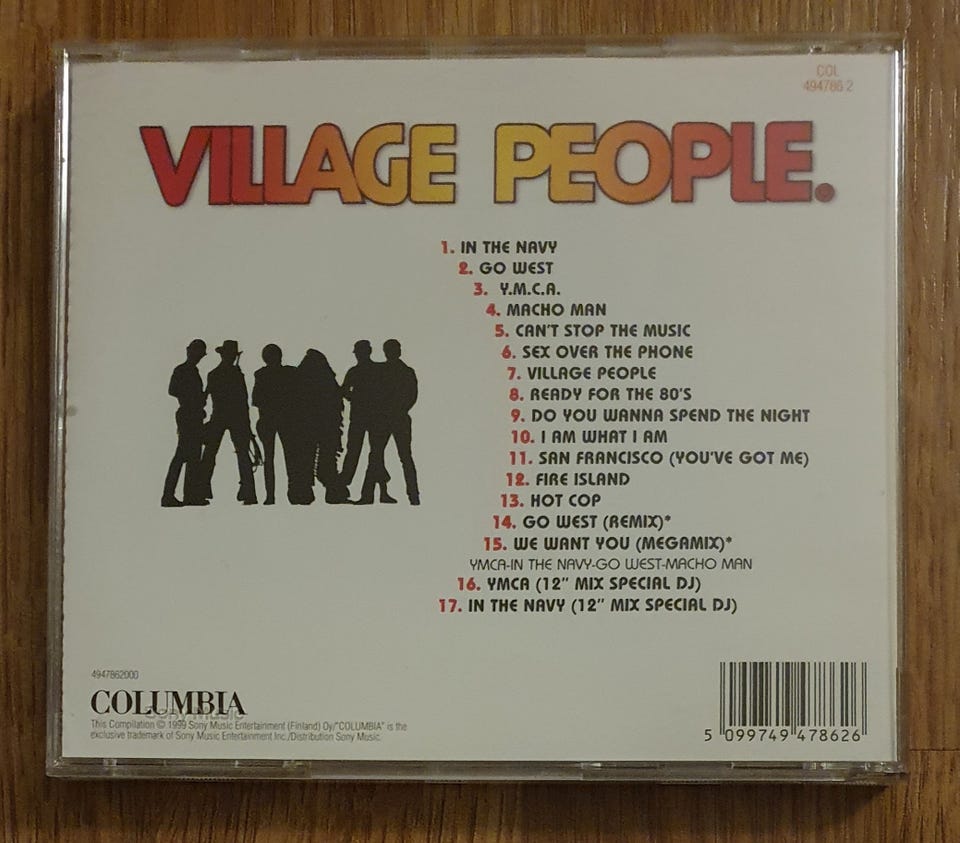 COL
494786 2
VILLAGE PEOPLE.
1. IN THE NAVY
2. GO WEST
3. Y.M.C.A.
4. MACHO MAN
5. CAN'T STOP THE MUSIC
6. SEX OVER THE PHONE
7. VILLAGE PEOPLE
8. READY FOR THE 80'S
9. DO YOU WANNA SPEND THE NIGHT
10. I AM WHAT I AM
11. SAN FRANCISCO (YOU'VE GOT ME)
12. FIRE ISLAND
13. HOT COP
14. GO WEST (REMIX)*
15. WE WANT YOU (MEGAMIX)*
YMCA-IN THE NAVY-GO WEST-MACHO MAN
16. YMCA (12" MIX SPECIAL DJ)
17. IN THE NAVY (12" MIX SPECIAL DJ)
4947862000
COLUMBIA
Sony Music
This Compilation © 1999 Sony Music Entertainment (Finland) Oy/"COLUMBIA" is the
exclusive trademark of Sony Music Entertainment Inc./Distribution Sony Music.
5 099749 478626